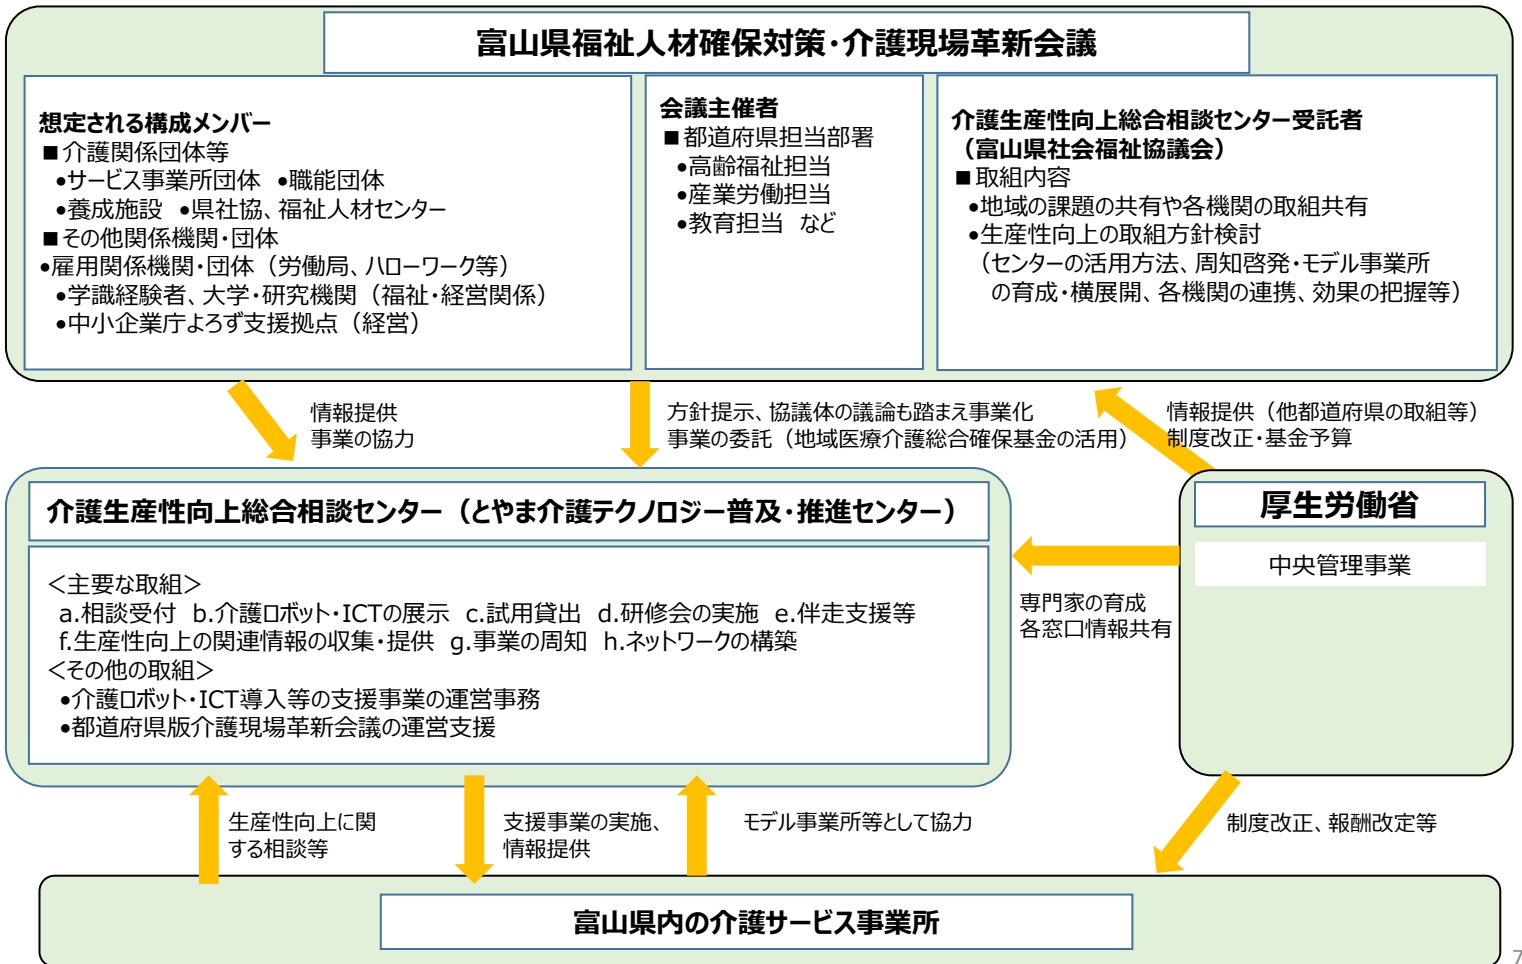 富山県福祉人材確保対策・介護現場革新会議
想定される構成メンバー
■介護関係団体等
•サービス事業所団体 •職能団体
•養成施設 •県社協、福祉人材センター
■その他関係機関・団体
•雇用関係機関・団体（労働局、ハローワーク等）
•学識経験者、大学・研究機関（福祉・経営関係）
•中小企業庁よろず支援拠点（経営）
会議主催者
■都道府県担当部署
•高齢福祉担当
•産業労働担当
•教育担当 など
介護生産性向上総合相談センター受託者
（富山県社会福祉協議会）
■取組内容
•地域の課題の共有や各機関の取組共有
•生産性向上の取組方針検討
（センターの活用方法、周知啓発・モデル事業所
の育成・横展開、各機関の連携、効果の把握等）
情報提供
事業の協力
方針提示、協議体の議論も踏まえ事業化
事業の委託（地域医療介護総合確保基金の活用）
情報提供（他都道府県の取組等）
制度改正・基金予算
介護生産性向上総合相談センター（とやま介護テクノロジー普及・推進センター）
＜主要な取組＞
a.相談受付 b.介護ロボット・ICTの展示 c.試用貸出 d.研修会の実施 e.伴走支援等
f.生産性向上の関連情報の収集・提供 g.事業の周知 h.ネットワークの構築
＜その他の取組＞
•介護ロボット・ICT導入等の支援事業の運営事務
•都道府県版介護現場革新会議の運営支援
専門家の育成
各窓口情報共有
厚生労働省
中央管理事業
生産性向上に関
する相談等
支援事業の実施、
情報提供
モデル事業所等として協力
制度改正、報酬改定等
富山県内の介護サービス事業所
7